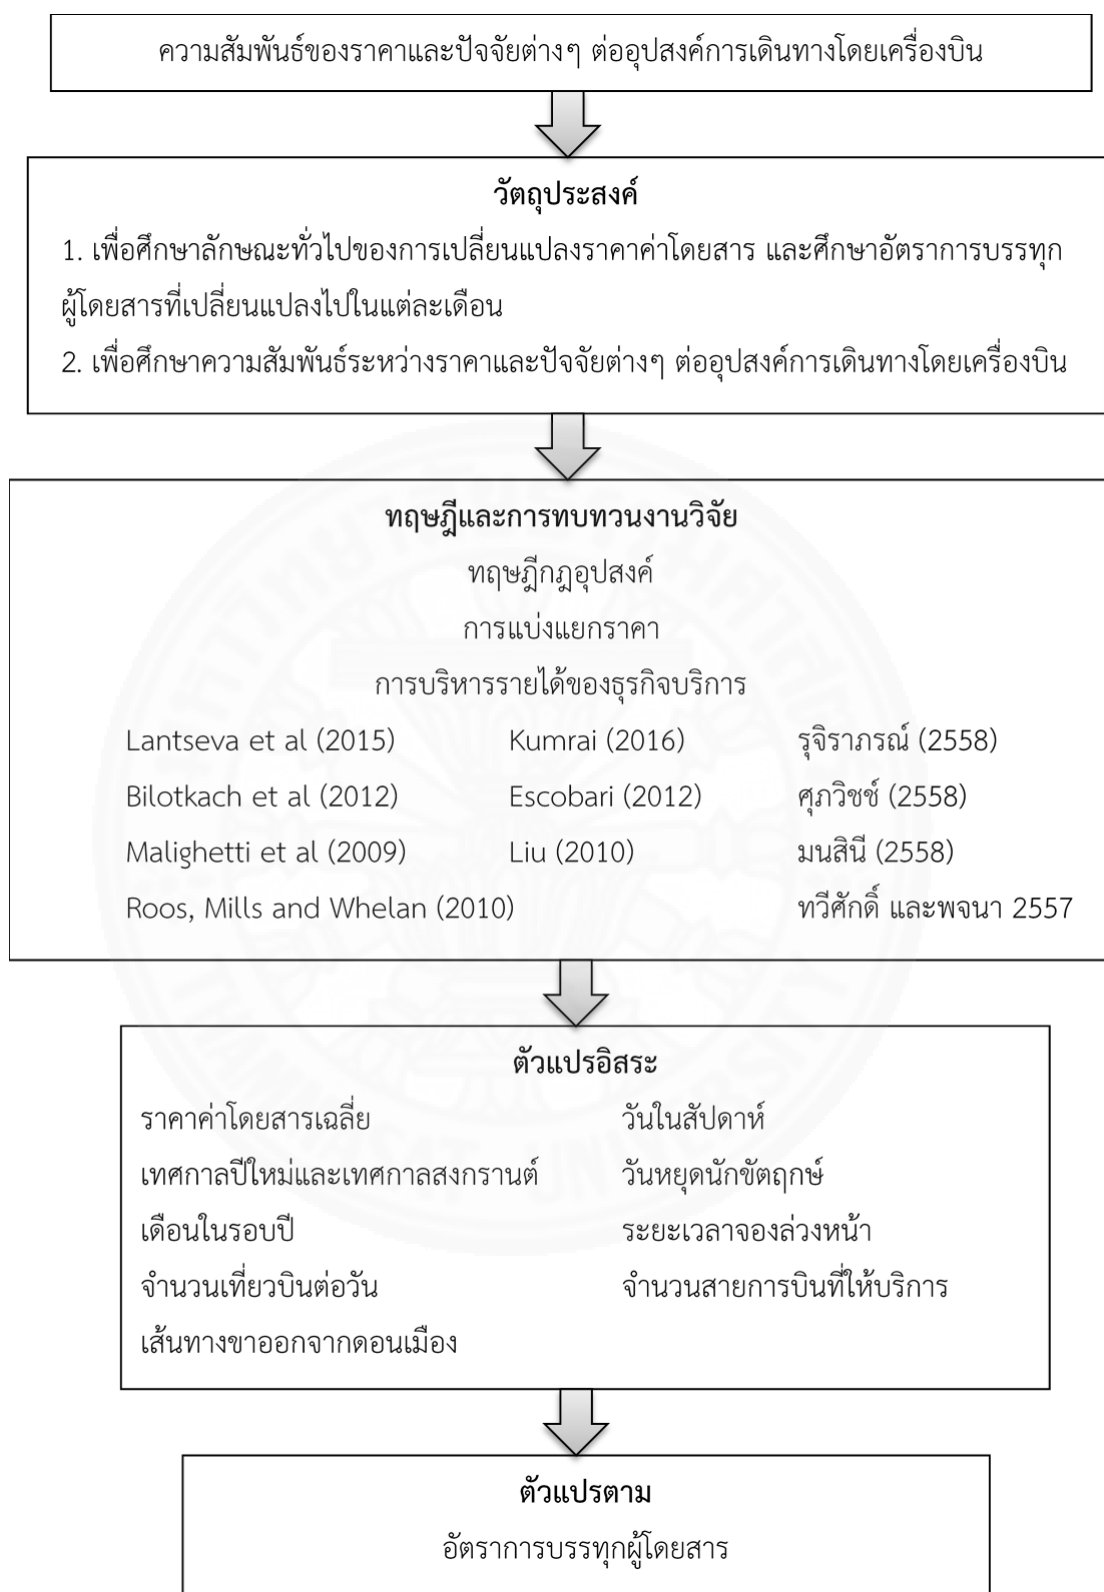 ความสัมพันธ์ของราคาและปัจจัยต่างๆ ต่ออุปสงค์การเดินทางโดยเครื่องบิน
วัตถุประสงค์
1. เพื่อศึกษาลักษณะทั่วไปของการเปลี่ยนแปลงราคาค่าโดยสาร และศึกษาอัตราการบรรทุก
ผู้โดยสารที่เปลี่ยนแปลงไปในแต่ละเดือน
2. เพื่อศึกษาความสัมพันธ์ระหว่างราคาและปัจจัยต่างๆ ต่ออุปสงค์การเดินทางโดยเครื่องบิน
ทฤษฎีและการทบทวนงานวิจัย
ทฤษฎีกฎอุปสงค์
การแบ่งแยกราคา
การบริหารรายได้ของธุรกิจบริการ
Lantseva et al (2015) Kumrai (2016) รุจิราภรณ์ (2558)
Bilotkach et al (2012) Escobari (2012) ศุภวิชช์ (2558)
Malighetti et al (2009) Liu (2010) มนสินี (2558)
Roos, Mills and Whelan (2010) ทวีศักดิ์ และพจนา 2557
ตัวแปรอิสระ
ราคาค่าโดยสารเฉลี่ย วันในสัปดาห์
เทศกาลปีใหม่และเทศกาลสงกรานต์ วันหยุดนักขัตฤกษ์
เดือนในรอบปี ระยะเวลาจองล่วงหน้า
จำนวนเที่ยวบินต่อวัน จำนวนสายการบินที่ให้บริการ
เส้นทางขาออกจากดอนเมือง
ตัวแปรตาม
อัตราการบรรทุกผู้โดยสาร
THAMMASAT UNIVERSITY